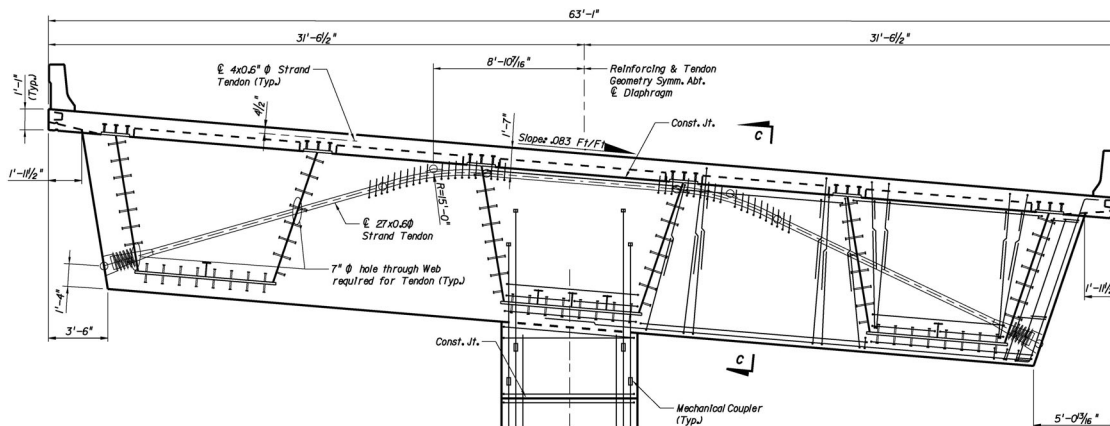 63'-1"
31'-6½"
31'-6½"
8'-10⁷⁄₁₆"
℄ 4x0.6" ϕ Strand
Tendon (Typ.)
Reinforcing & Tendon
Geometry Symm. Abt.
℄ Diaphragm
1'-1"
(Typ.)
4½"
1'-7"
Const. Jt.
C
Slope: .083 Ft/Ft
1'-11½"
R=15'-0"
℄ 27x0.6ϕ
Strand Tendon
7" ϕ hole through Web
required for Tendon (Typ.)
1'-4"
1'-11½"
3'-6"
Const. Jt.
C
Mechanical Coupler
(Typ.)
5'-0¹³⁄₁₆"